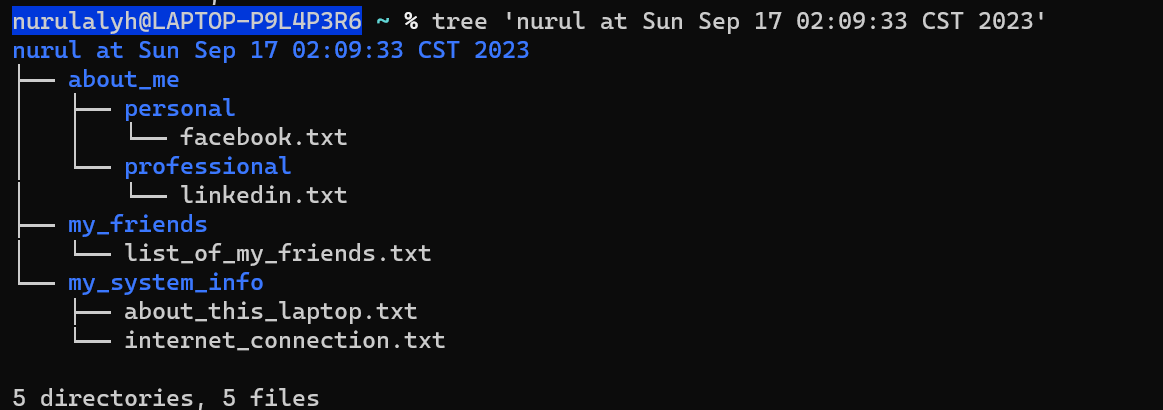 nurulalyh@LAPTOP-P9L4P3R6 ~ % tree 'nurul at Sun Sep 17 02:09:33 CST 2023'
nurul at Sun Sep 17 02:09:33 CST 2023
├── about_me
│   ├── personal
│   │   └── facebook.txt
│   └── professional
│       └── linkedin.txt
├── my_friends
│   └── list_of_my_friends.txt
└── my_system_info
    ├── about_this_laptop.txt
    └── internet_connection.txt

5 directories, 5 files